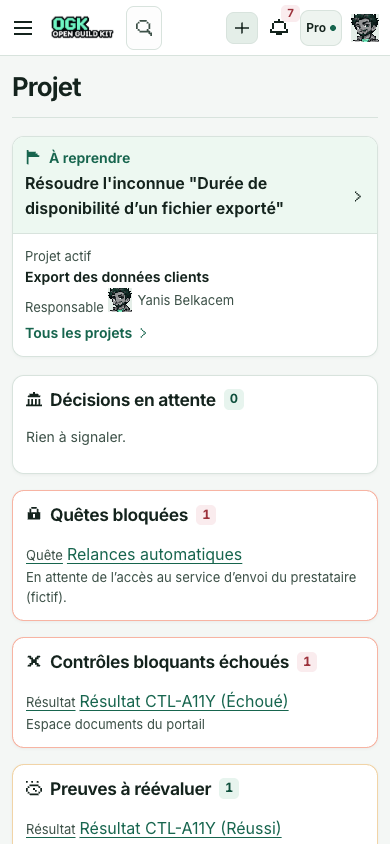 OGK
OPEN GUILD KIT
7
Pro
Projet
À reprendre
Résoudre l'inconnue "Durée de
disponibilité d’un fichier exporté"
Projet actif
Export des données clients
Responsable Yanis Belkacem
Tous les projets
Décisions en attente 0
Rien à signaler.
Quêtes bloquées 1
Quête Relances automatiques
En attente de l’accès au service d’envoi du prestataire
(fictif).
Contrôles bloquants échoués 1
Résultat Résultat CTL-A11Y (Échoué)
Espace documents du portail
Preuves à réévaluer 1
Résultat Résultat CTL-A11Y (Réussi)